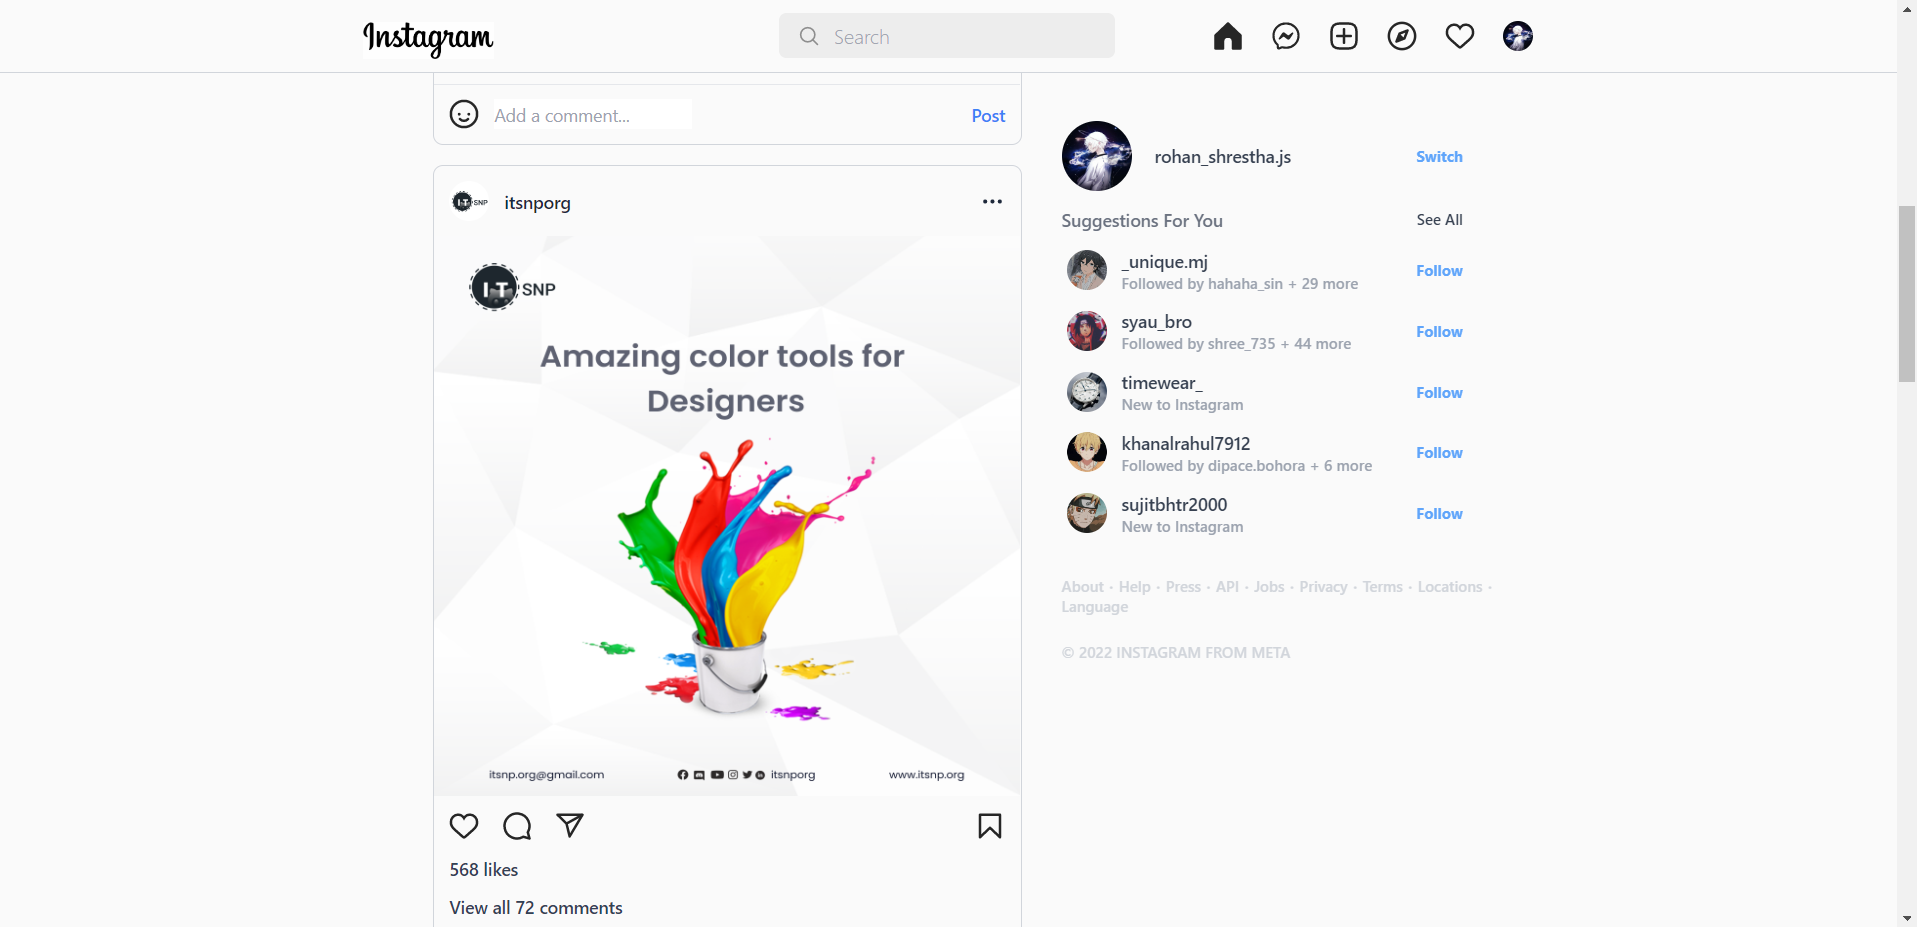 Instagram
Search
Add a comment...
Post
IT SNP
itsnporg
IT SNP
Amazing color tools for
Designers
itsnp.org@gmail.com
itsnporg
www.itsnp.org
568 likes
View all 72 comments
rohan_shrestha.js
Switch
Suggestions For You
See All
_unique.mj
Followed by hahaha_sin + 29 more
Follow
syau_bro
Followed by shree_735 + 44 more
Follow
timewear_
New to Instagram
Follow
khanalrahul7912
Followed by dipace.bohora + 6 more
Follow
sujitbhtr2000
New to Instagram
Follow
About · Help · Press · API · Jobs · Privacy · Terms · Locations ·
Language
© 2022 INSTAGRAM FROM META